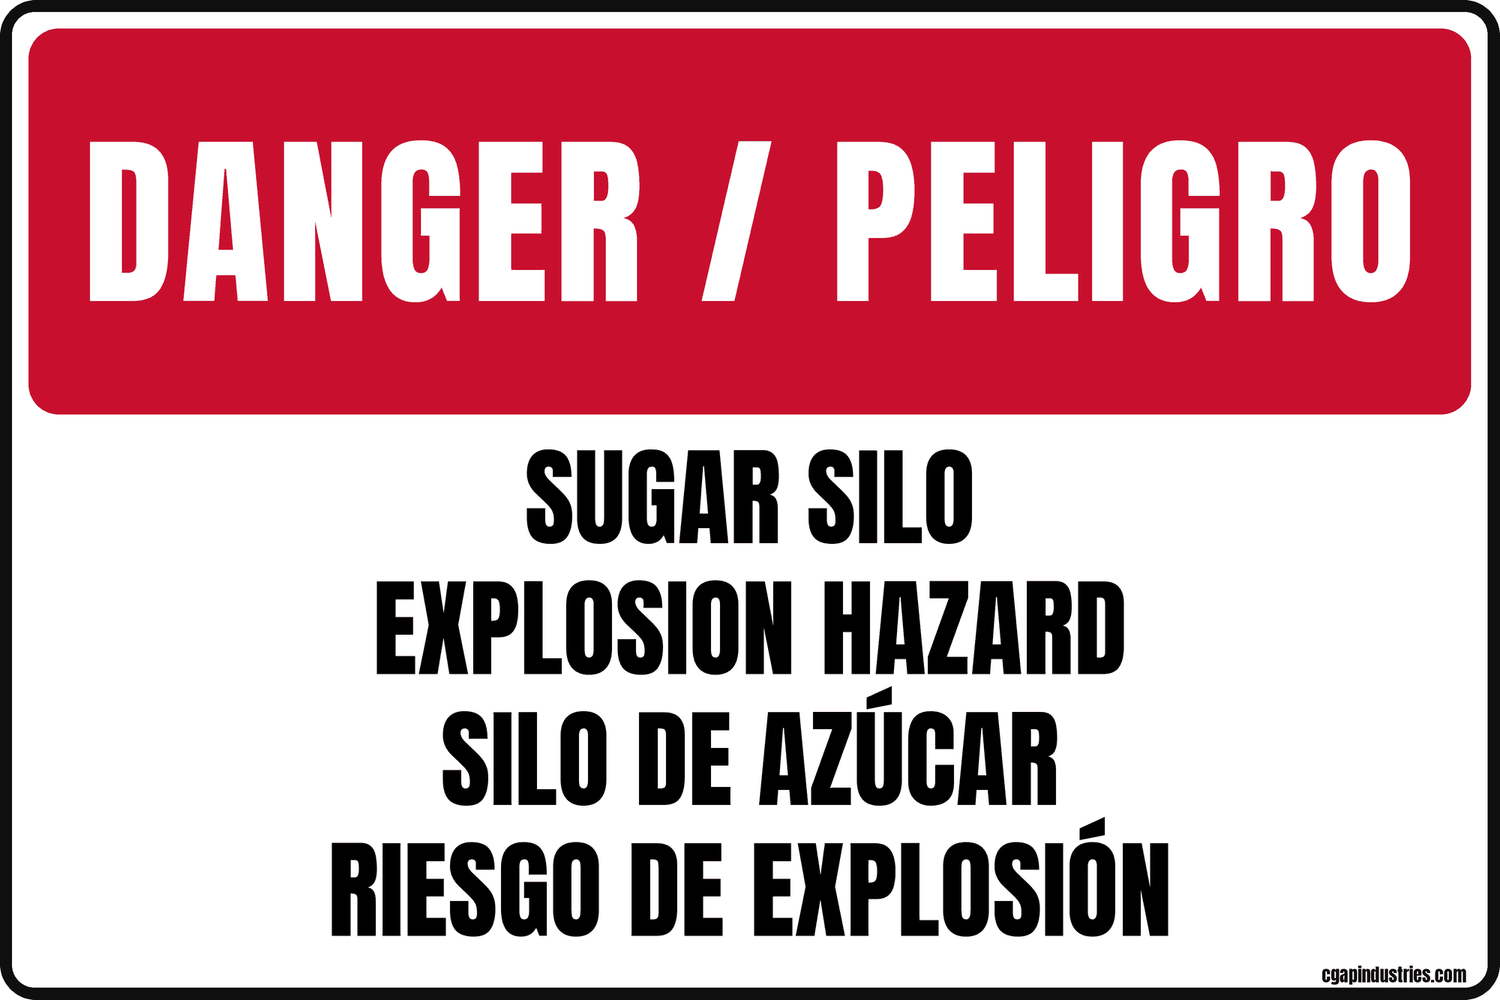 DANGER / PELIGRO
SUGAR SILO
EXPLOSION HAZARD
SILO DE AZÚCAR
RIESGO DE EXPLOSIÓN
cgapindustries.com